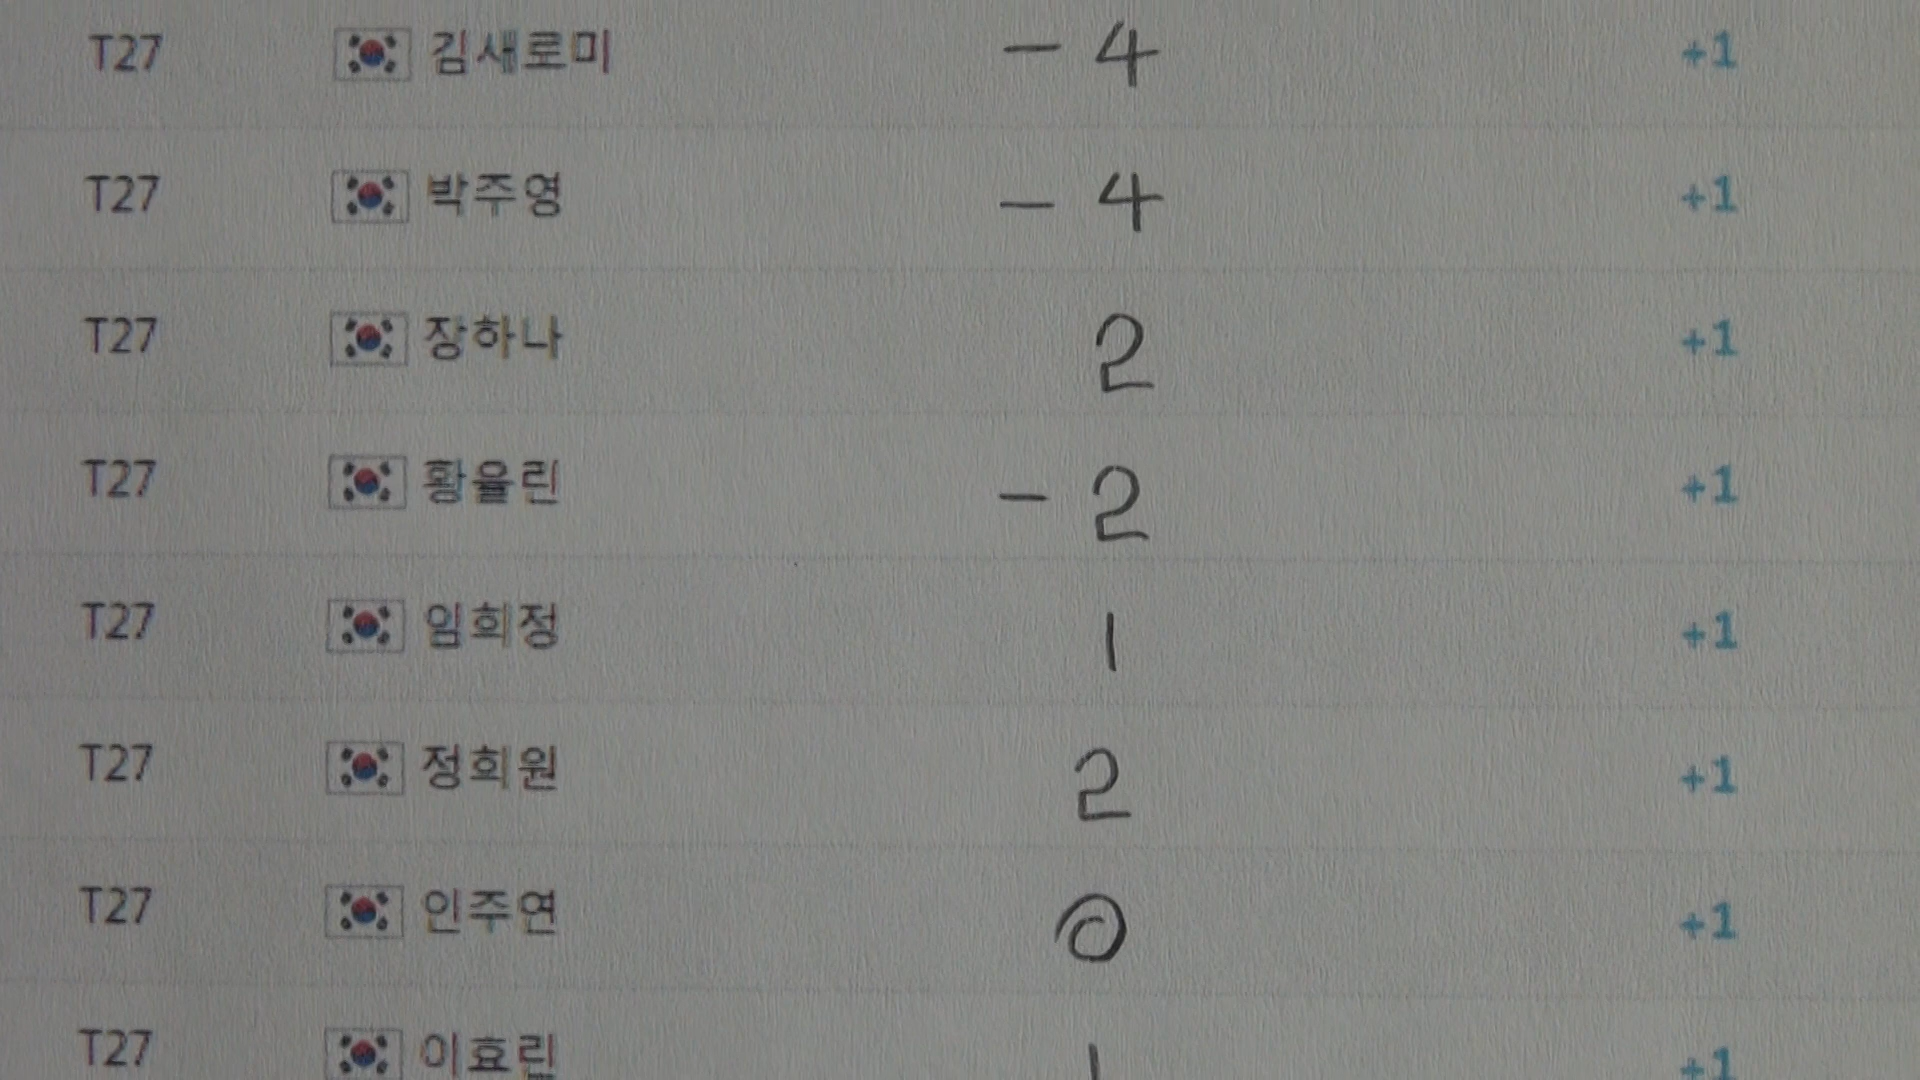 T27 김새로미 - 4 +1
T27 박주영 - 4 +1
T27 장하나 2 +1
T27 황율린 - 2 +1
T27 임희정 1 +1
T27 정희원 2 +1
T27 인주연 0 +1
T27 이효린 1 +1